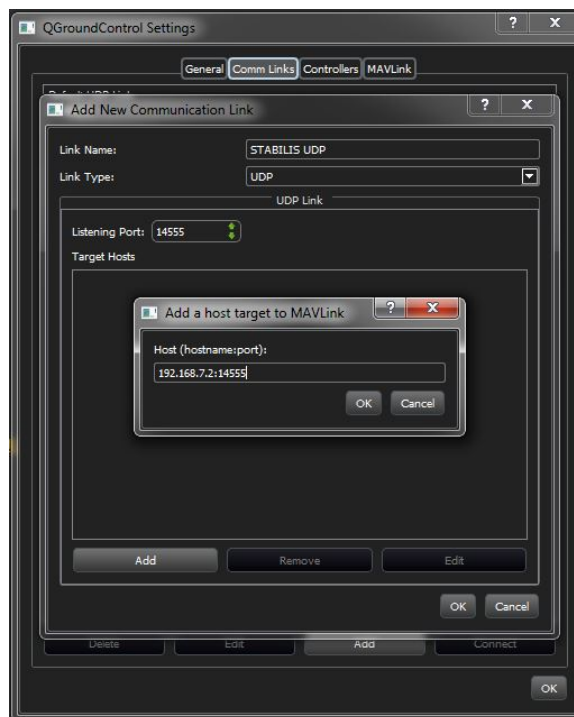 QGroundControl Settings
General Comm Links Controllers MAVLink
Add New Communication Link
Link Name: STABILIS UDP
Link Type: UDP
UDP Link
Listening Port: 14555
Target Hosts
Add a host target to MAVLink
Host (hostname:port):
192.168.7.2:14555
OK Cancel
Add Remove Edit
OK Cancel
Delete Edit Add Connect
OK